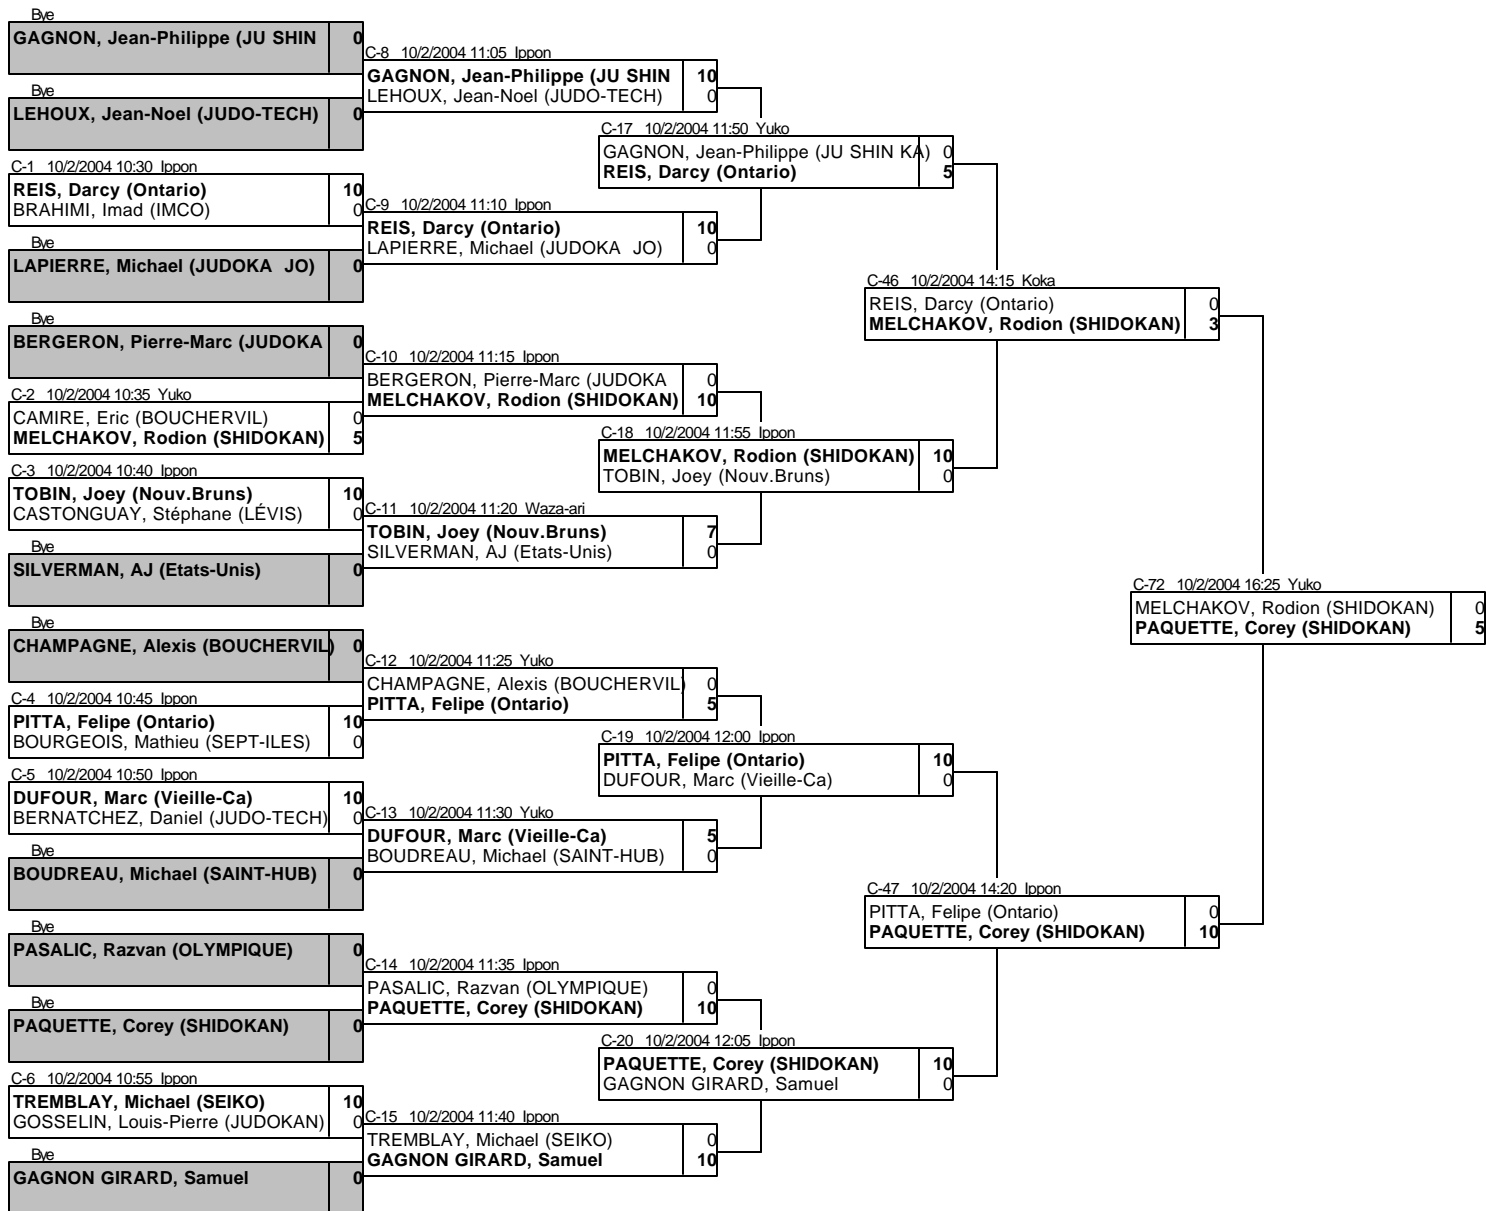 Bye
GAGNON, Jean-Philippe (JU SHIN 0
Bye
LEHOUX, Jean-Noel (JUDO-TECH) 0
C-1 10/2/2004 10:30 Ippon
REIS, Darcy (Ontario) 10
BRAHIMI, Imad (IMCO) 0
Bye
LAPIERRE, Michael (JUDOKA JO) 0
Bye
BERGERON, Pierre-Marc (JUDOKA 0
C-2 10/2/2004 10:35 Yuko
CAMIRE, Eric (BOUCHERVIL) 0
MELCHAKOV, Rodion (SHIDOKAN) 5
C-3 10/2/2004 10:40 Ippon
TOBIN, Joey (Nouv.Bruns) 10
CASTONGUAY, Stéphane (LÉVIS) 0
Bye
SILVERMAN, AJ (Etats-Unis) 0
Bye
CHAMPAGNE, Alexis (BOUCHERVIL) 0
C-4 10/2/2004 10:45 Ippon
PITTA, Felipe (Ontario) 10
BOURGEOIS, Mathieu (SEPT-ILES) 0
C-5 10/2/2004 10:50 Ippon
DUFOUR, Marc (Vieille-Ca) 10
BERNATCHEZ, Daniel (JUDO-TECH) 0
Bye
BOUDREAU, Michael (SAINT-HUB) 0
Bye
PASALIC, Razvan (OLYMPIQUE) 0
Bye
PAQUETTE, Corey (SHIDOKAN) 0
C-6 10/2/2004 10:55 Ippon
TREMBLAY, Michael (SEIKO) 10
GOSSELIN, Louis-Pierre (JUDOKAN) 0
Bye
GAGNON GIRARD, Samuel 0
C-8 10/2/2004 11:05 Ippon
GAGNON, Jean-Philippe (JU SHIN 10
LEHOUX, Jean-Noel (JUDO-TECH) 0
C-9 10/2/2004 11:10 Ippon
REIS, Darcy (Ontario) 10
LAPIERRE, Michael (JUDOKA JO) 0
C-10 10/2/2004 11:15 Ippon
BERGERON, Pierre-Marc (JUDOKA 0
MELCHAKOV, Rodion (SHIDOKAN) 10
C-11 10/2/2004 11:20 Waza-ari
TOBIN, Joey (Nouv.Bruns) 7
SILVERMAN, AJ (Etats-Unis) 0
C-12 10/2/2004 11:25 Yuko
CHAMPAGNE, Alexis (BOUCHERVIL) 0
PITTA, Felipe (Ontario) 5
C-13 10/2/2004 11:30 Yuko
DUFOUR, Marc (Vieille-Ca) 5
BOUDREAU, Michael (SAINT-HUB) 0
C-14 10/2/2004 11:35 Ippon
PASALIC, Razvan (OLYMPIQUE) 0
PAQUETTE, Corey (SHIDOKAN) 10
C-15 10/2/2004 11:40 Ippon
TREMBLAY, Michael (SEIKO) 0
GAGNON GIRARD, Samuel 10
C-17 10/2/2004 11:50 Yuko
GAGNON, Jean-Philippe (JU SHIN KA) 0
REIS, Darcy (Ontario) 5
C-18 10/2/2004 11:55 Ippon
MELCHAKOV, Rodion (SHIDOKAN) 10
TOBIN, Joey (Nouv.Bruns) 0
C-19 10/2/2004 12:00 Ippon
PITTA, Felipe (Ontario) 10
DUFOUR, Marc (Vieille-Ca) 0
C-20 10/2/2004 12:05 Ippon
PAQUETTE, Corey (SHIDOKAN) 10
GAGNON GIRARD, Samuel 0
C-46 10/2/2004 14:15 Koka
REIS, Darcy (Ontario) 0
MELCHAKOV, Rodion (SHIDOKAN) 3
C-47 10/2/2004 14:20 Ippon
PITTA, Felipe (Ontario) 0
PAQUETTE, Corey (SHIDOKAN) 10
C-72 10/2/2004 16:25 Yuko
MELCHAKOV, Rodion (SHIDOKAN) 0
PAQUETTE, Corey (SHIDOKAN) 5